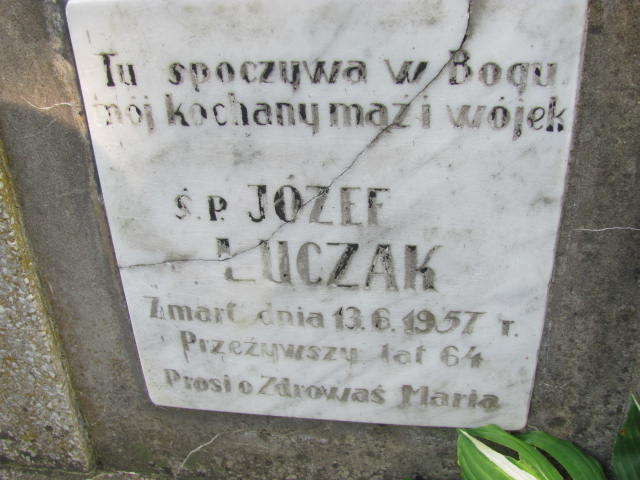 Tu spoczywa w Bogu
mój kochany mąż i wójek
Ś.P. JÓZEF
ŁUCZAK
Zmarł dnia 13.6.1957 r.
Przeżywszy lat 64
Prosi o Zdrowaś Maria